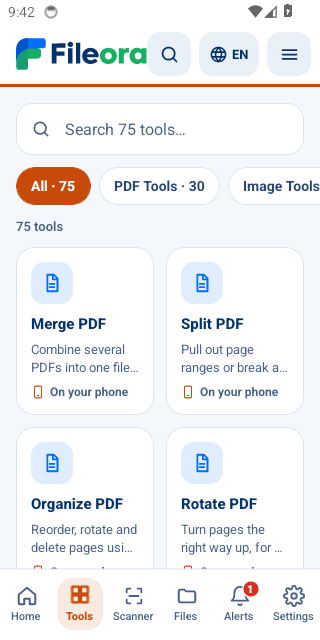 9:42
Fileora
EN
Search 75 tools...
All · 75
PDF Tools · 30
Image Tools
75 tools
Merge PDF
Combine several
PDFs into one file...
On your phone
Split PDF
Pull out page
ranges or break a...
On your phone
Organize PDF
Reorder, rotate and
delete pages usi...
Rotate PDF
Turn pages the
right way up, for ...
Home
Tools
Scanner
Files
1
Alerts
Settings